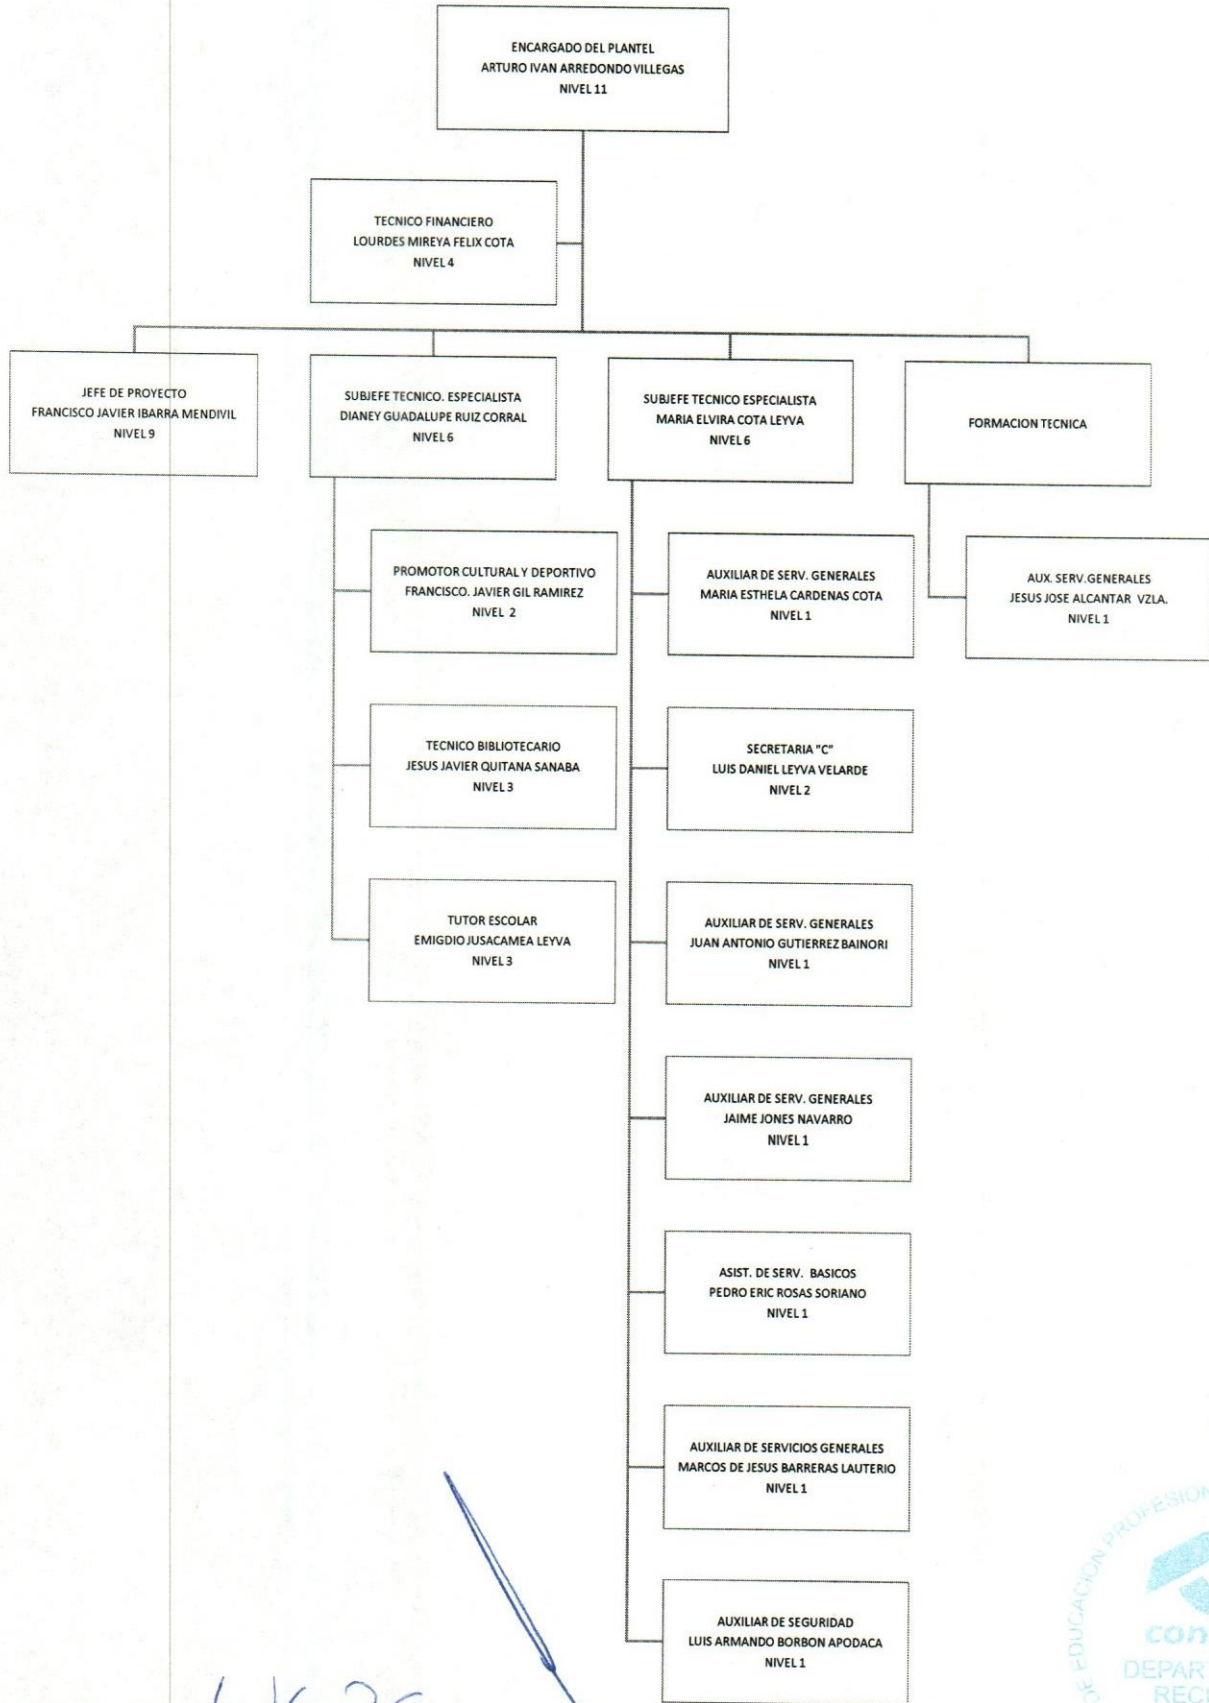 ENCARGADO DEL PLANTEL
ARTURO IVAN ARREDONDO VILLEGAS
NIVEL 11
TECNICO FINANCIERO
LOURDES MIREYA FELIX COTA
NIVEL 4
JEFE DE PROYECTO
FRANCISCO JAVIER IBARRA MENDIVIL
NIVEL 9
SUBJEFE TECNICO. ESPECIALISTA
DIANEY GUADALUPE RUIZ CORRAL
NIVEL 6
SUBJEFE TECNICO ESPECIALISTA
MARIA ELVIRA COTA LEYVA
NIVEL 6
FORMACION TECNICA
PROMOTOR CULTURAL Y DEPORTIVO
FRANCISCO. JAVIER GIL RAMIREZ
NIVEL 2
TECNICO BIBLIOTECARIO
JESUS JAVIER QUITANA SANABA
NIVEL 3
TUTOR ESCOLAR
EMIGDIO JUSACAMEA LEYVA
NIVEL 3
AUXILIAR DE SERV. GENERALES
MARIA ESTHELA CARDENAS COTA
NIVEL 1
SECRETARIA "C"
LUIS DANIEL LEYVA VELARDE
NIVEL 2
AUXILIAR DE SERV. GENERALES
JUAN ANTONIO GUTIERREZ BAINORI
NIVEL 1
AUXILIAR DE SERV. GENERALES
JAIME JONES NAVARRO
NIVEL 1
ASIST. DE SERV. BASICOS
PEDRO ERIC ROSAS SORIANO
NIVEL 1
AUXILIAR DE SERVICIOS GENERALES
MARCOS DE JESUS BARRERAS LAUTERIO
NIVEL 1
AUXILIAR DE SEGURIDAD
LUIS ARMANDO BORBON APODACA
NIVEL 1
AUX. SERV.GENERALES
JESUS JOSE ALCANTAR VZLA.
NIVEL 1
DE EDUCACION PROFESION
con
DEPAR
REC